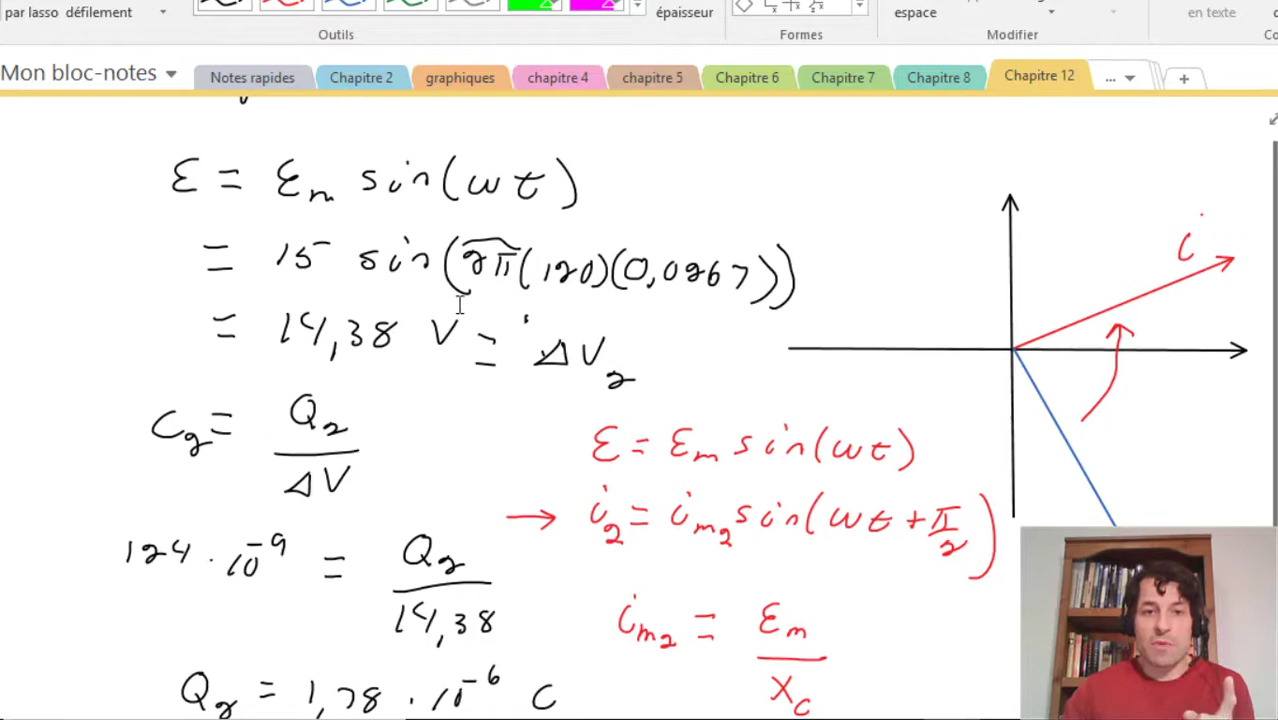 par lasso défilement
épaisseur
espace
en texte
Outils
Formes
Modifier
Mon bloc-notes
Notes rapides
Chapitre 2
graphiques
chapitre 4
chapitre 5
Chapitre 6
Chapitre 7
Chapitre 8
Chapitre 12
...
ε = εm sin(ωt)
= 15 sin(2π(120)(0,0267))
= 14,38 V = ΔV2
C2 = Q2 / ΔV
124 · 10^-9 = Q2 / 14,38
Q2 = 1,78 · 10^-6 C
i
ε = εm sin(ωt)
→ i2 = im2 sin(ωt + π/2)
im2 = εm / Xc